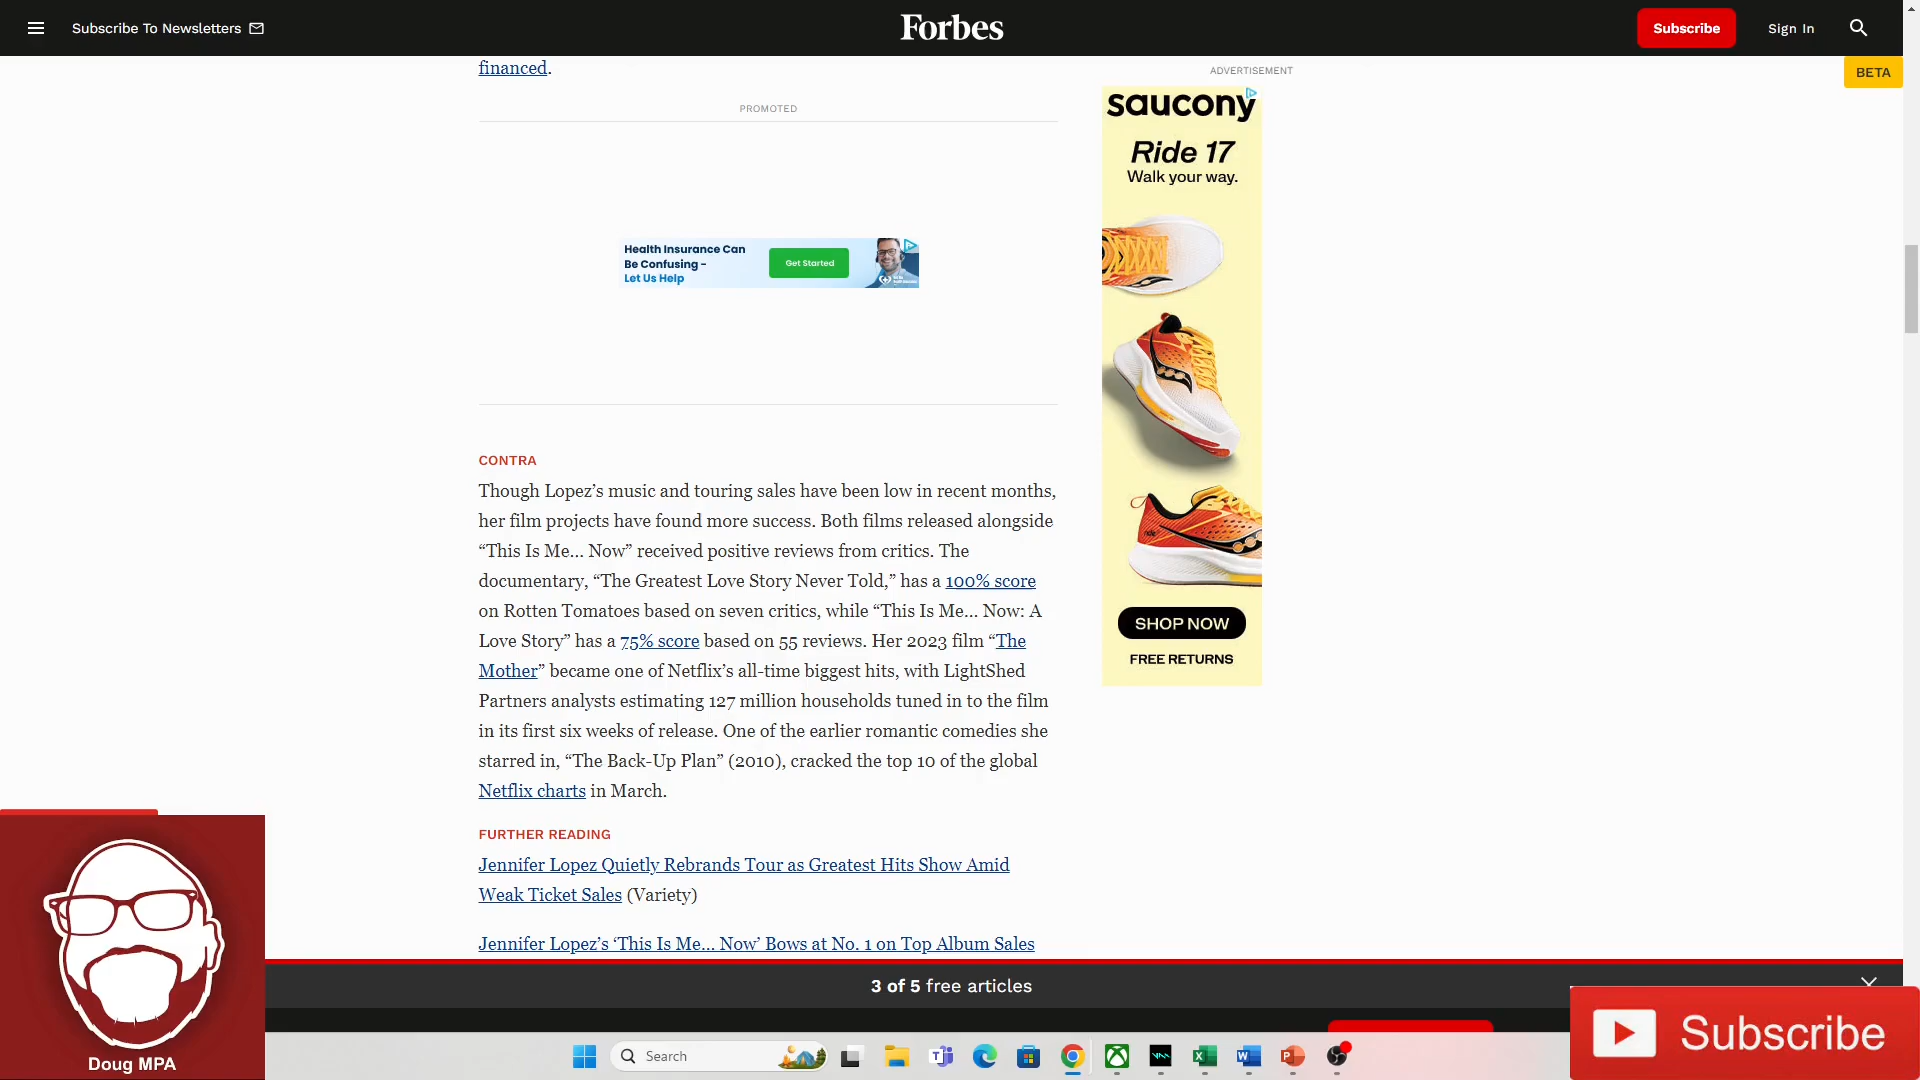 Subscribe To Newsletters
Forbes
Subscribe
Sign In
BETA
financed.
ADVERTISEMENT
PROMOTED
saucony
Ride 17
Walk your way.
Health Insurance Can
Be Confusing -
Let Us Help
Get Started
SHOP NOW
FREE RETURNS
CONTRA
Though Lopez’s music and touring sales have been low in recent months,
her film projects have found more success. Both films released alongside
“This Is Me… Now” received positive reviews from critics. The
documentary, “The Greatest Love Story Never Told,” has a 100% score
on Rotten Tomatoes based on seven critics, while “This Is Me… Now: A
Love Story” has a 75% score based on 55 reviews. Her 2023 film “The
Mother” became one of Netflix’s all-time biggest hits, with LightShed
Partners analysts estimating 127 million households tuned in to the film
in its first six weeks of release. One of the earlier romantic comedies she
starred in, “The Back-Up Plan” (2010), cracked the top 10 of the global
Netflix charts in March.
FURTHER READING
Jennifer Lopez Quietly Rebrands Tour as Greatest Hits Show Amid
Weak Ticket Sales (Variety)
Jennifer Lopez’s ‘This Is Me… Now’ Bows at No. 1 on Top Album Sales
3 of 5 free articles
Doug MPA
Search
Subscribe